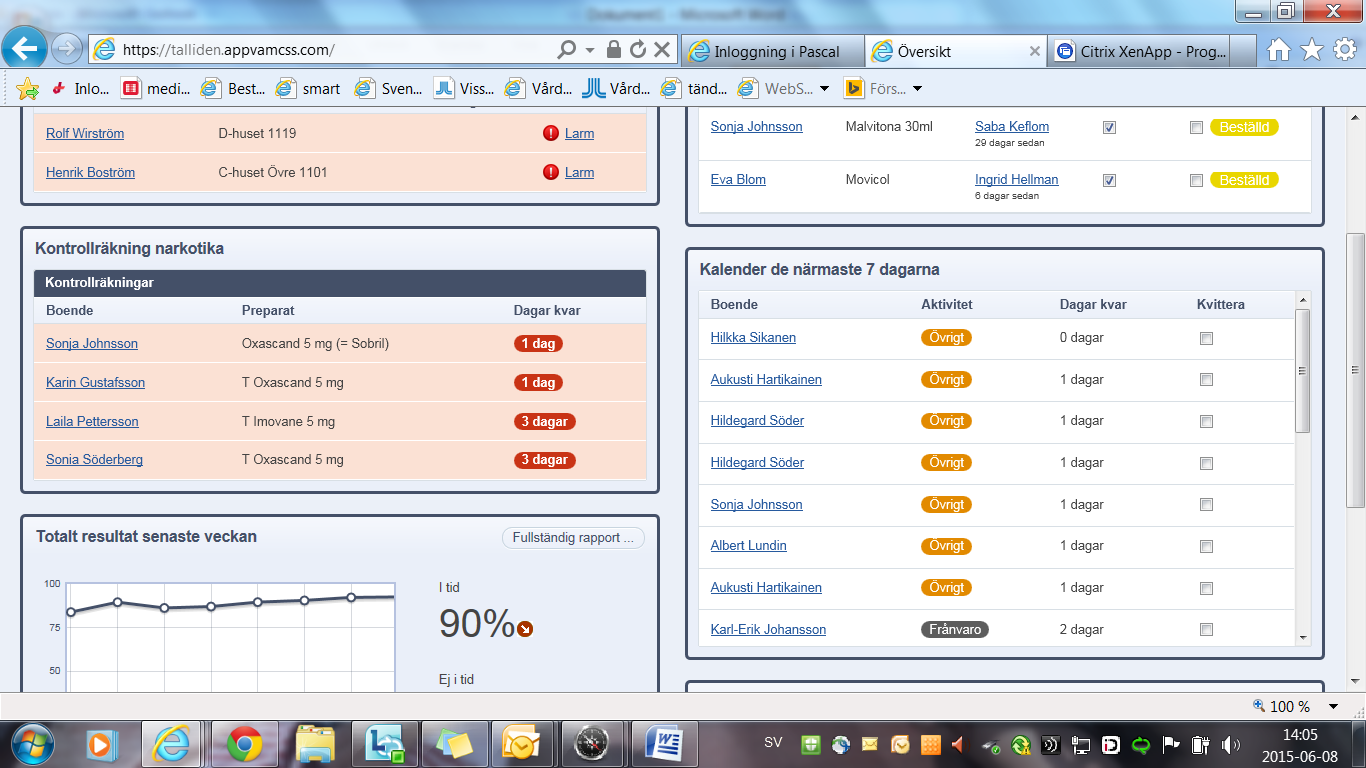 https://talliden.appvamcss.com/
Inloggning i Pascal
Översikt
Citrix XenApp - Prog...
Inlo...
medi...
Best...
smart
Sven...
Viss...
Vård...
Vård...
tänd...
WebS...
Förs...
Rolf Wirström D-huset 1119 Larm
Henrik Boström C-huset Övre 1101 Larm
Kontrollräkning narkotika
Kontrollräkningar
Boende Preparat Dagar kvar
Sonja Johnsson Oxascand 5 mg (= Sobril) 1 dag
Karin Gustafsson T Oxascand 5 mg 1 dag
Laila Pettersson T Imovane 5 mg 3 dagar
Sonia Söderberg T Oxascand 5 mg 3 dagar
Totalt resultat senaste veckan
Fullständig rapport ...
100
75
50
I tid
90%
Ej i tid
Sonja Johnsson Malvitona 30ml Saba Keflom Beställd
29 dagar sedan
Eva Blom Movicol Ingrid Hellman Beställd
6 dagar sedan
Kalender de närmaste 7 dagarna
Boende Aktivitet Dagar kvar Kvittera
Hilkka Sikanen Övrigt 0 dagar
Aukusti Hartikainen Övrigt 1 dagar
Hildegard Söder Övrigt 1 dagar
Hildegard Söder Övrigt 1 dagar
Sonja Johnsson Övrigt 1 dagar
Albert Lundin Övrigt 1 dagar
Aukusti Hartikainen Övrigt 1 dagar
Karl-Erik Johansson Frånvaro 2 dagar
100 %
SV
14:05
2015-06-08